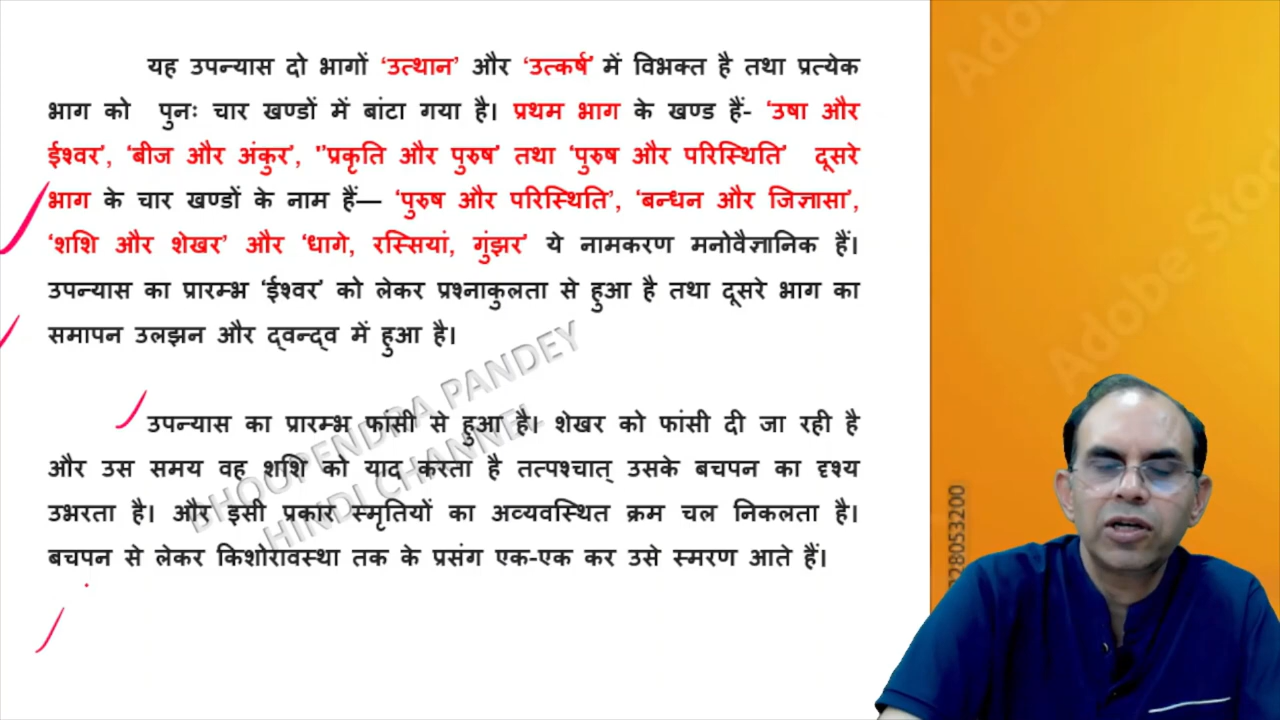 यह उपन्यास दो भागों ‘उत्थान’ और ‘उत्कर्ष’ में विभक्त है तथा प्रत्येक
भाग को पुनः चार खण्डों में बांटा गया है। प्रथम भाग के खण्ड हैं- ‘उषा और
ईश्वर’, ‘बीज और अंकुर’, "प्रकृति और पुरुष’ तथा ‘पुरुष और परिस्थिति’ दूसरे
भाग के चार खण्डों के नाम हैं— ‘पुरुष और परिस्थिति’, ‘बन्धन और जिज्ञासा’,
‘शशि और शेखर’ और ‘धागे, रस्सियां, गुंझर’ ये नामकरण मनोवैज्ञानिक हैं।
उपन्यास का प्रारम्भ ‘ईश्वर’ को लेकर प्रश्नाकुलता से हुआ है तथा दूसरे भाग का
समापन उलझन और द्वन्द्व में हुआ है।
उपन्यास का प्रारम्भ फांसी से हुआ है। शेखर को फांसी दी जा रही है
और उस समय वह शशि को याद करता है तत्पश्चात् उसके बचपन का दृश्य
उभरता है। और इसी प्रकार स्मृतियों का अव्यवस्थित क्रम चल निकलता है।
बचपन से लेकर किशोरावस्था तक के प्रसंग एक-एक कर उसे स्मरण आते हैं।
BHOOPENDRA PANDEY
HINDI CHANNEL
Adobe Stock
328053200